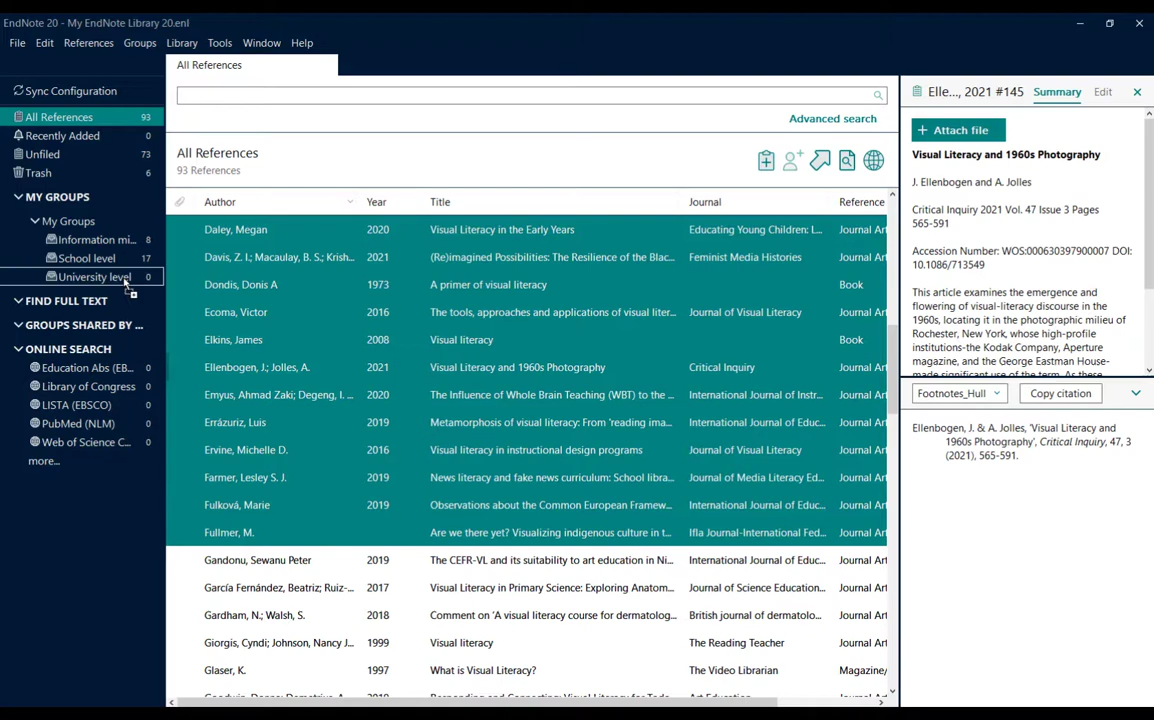 EndNote 20 - My EndNote Library 20.enl
File Edit References Groups Library Tools Window Help
All References
Sync Configuration
All References 93
Recently Added 0
Unfiled 73
Trash 6
MY GROUPS
My Groups
Information mi... 8
School level 17
University level 0
FIND FULL TEXT
GROUPS SHARED BY ...
ONLINE SEARCH
Education Abs (EB... 0
Library of Congress 0
LISTA (EBSCO) 0
PubMed (NLM) 0
Web of Science C... 0
more...
Advanced search
All References
93 References
Author Year Title Journal Reference
Daley, Megan 2020 Visual Literacy in the Early Years Educating Young Children: L... Journal Art
Davis, Z. I.; Macaulay, B. S.; Krish... 2021 (Re)imagined Possibilities: The Resilience of the Blac... Feminist Media Histories Journal Art
Dondis, Donis A 1973 A primer of visual literacy Book
Ecoma, Victor 2016 The tools, approaches and applications of visual liter... Journal of Visual Literacy Journal Art
Elkins, James 2008 Visual literacy Book
Ellenbogen, J.; Jolles, A. 2021 Visual Literacy and 1960s Photography Critical Inquiry Journal Art
Emyus, Ahmad Zaki; Degeng, I. ... 2020 The Influence of Whole Brain Teaching (WBT) to the ... International Journal of Instr... Journal Art
Errázuriz, Luis 2019 Metamorphosis of visual literacy: From 'reading ima... International Journal of Educ... Journal Art
Ervine, Michelle D. 2016 Visual literacy in instructional design programs Journal of Visual Literacy Journal Art
Farmer, Lesley S. J. 2019 News literacy and fake news curriculum: School libra... Journal of Media Literacy Ed... Journal Art
Fulková, Marie 2019 Observations about the Common European Framew... International Journal of Educ... Journal Art
Fullmer, M. Are we there yet? Visualizing indigenous culture in t... Ifla Journal-International Fed... Journal Art
Gandonu, Sewanu Peter 2019 The CEFR-VL and its suitability to art education in Ni... International Journal of Educ... Journal Art
García Fernández, Beatriz; Ruiz-... 2017 Visual Literacy in Primary Science: Exploring Anatom... Journal of Science Education... Journal Art
Gardham, N.; Walsh, S. 2018 Comment on 'A visual literacy course for dermatolog... British journal of dermatolo... Journal Art
Giorgis, Cyndi; Johnson, Nancy J... 1999 Visual literacy The Reading Teacher Journal Art
Glaser, K. 1997 What is Visual Literacy? The Video Librarian Magazine/
Elle..., 2021 #145 Summary Edit
Attach file
Visual Literacy and 1960s Photography
J. Ellenbogen and A. Jolles
Critical Inquiry 2021 Vol. 47 Issue 3 Pages
565-591
Accession Number: WOS:000630397900007 DOI:
10.1086/713549
This article examines the emergence and
flowering of visual-literacy discourse in the
1960s, locating it in the photographic milieu of
Rochester, New York, whose high-profile
institutions-the Kodak Company, Aperture
magazine, and the George Eastman House-
made significant use of the term. As these
Footnotes_Hull Copy citation
Ellenbogen, J. & A. Jolles, 'Visual Literacy and
1960s Photography', Critical Inquiry, 47, 3
(2021), 565-591.